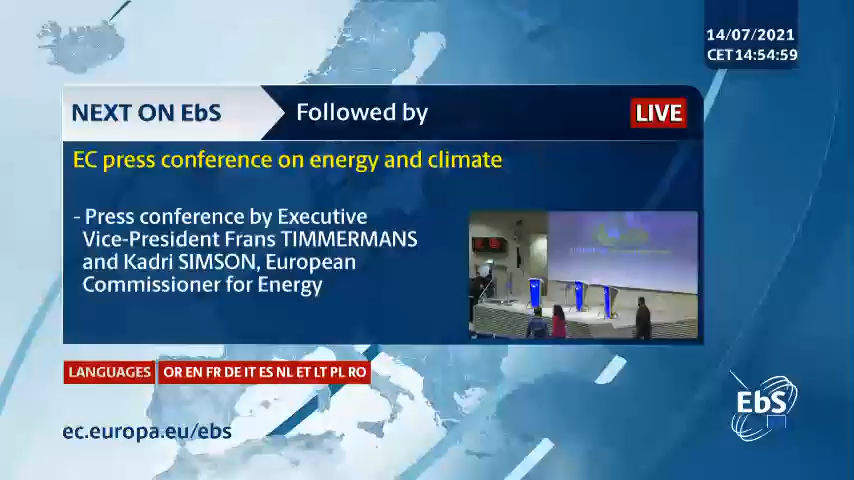 14/07/2021
CET 14:54:59
NEXT ON EbS
Followed by
LIVE
EC press conference on energy and climate
- Press conference by Executive
Vice-President Frans TIMMERMANS
and Kadri SIMSON, European
Commissioner for Energy
LANGUAGES
OR EN FR DE IT ES NL ET LT PL RO
ec.europa.eu/ebs
EbS